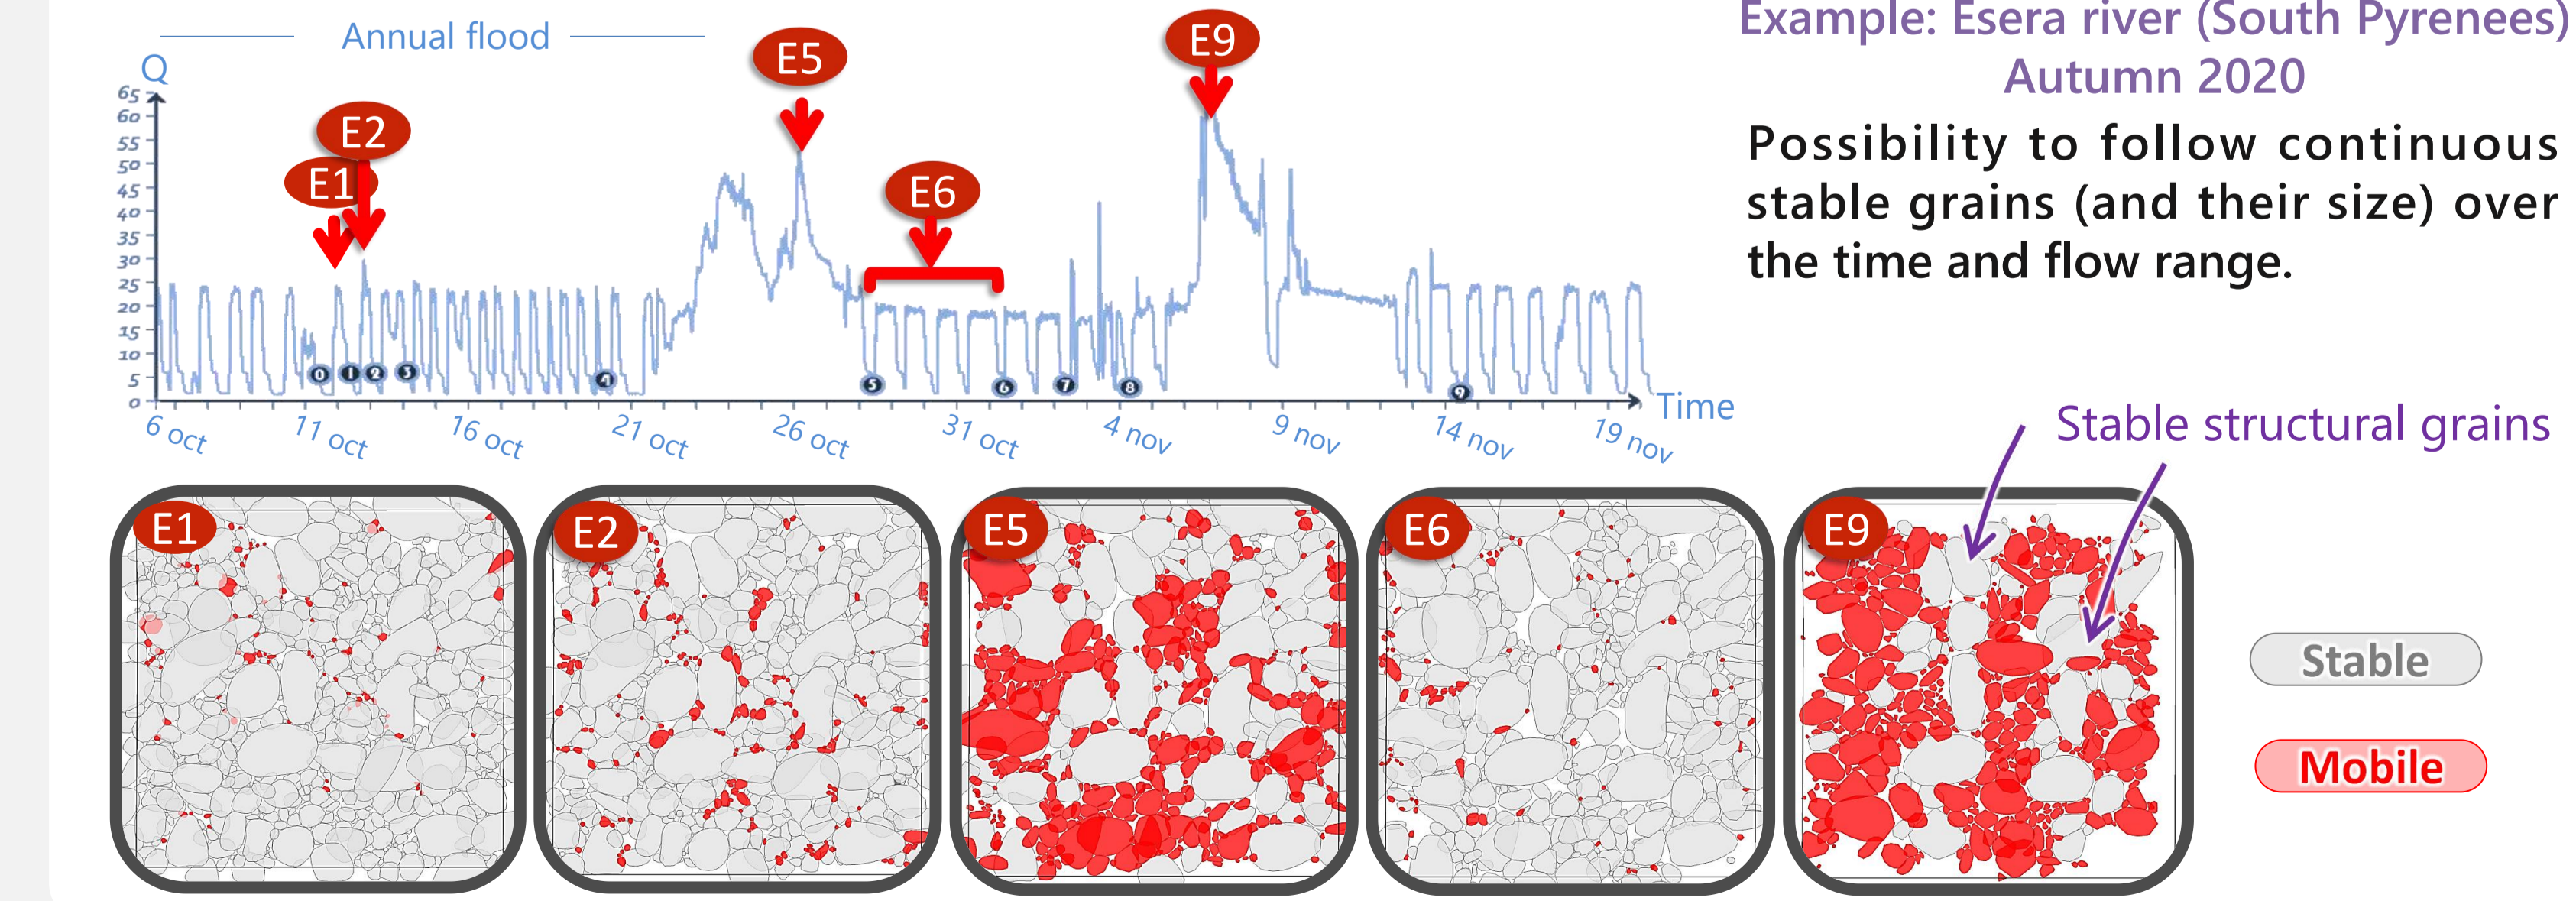 Annual flood
Example: Esera river (South Pyrenees)
Autumn 2020
Possibility to follow continuous
stable grains (and their size) over
the time and flow range.
Q
65
60
55
50
45
40
35
30
25
20
15
10
5
0
E1
E2
E5
E6
E9
0
1
2
3
4
5
6
7
8
9
Time
6 oct
11 oct
16 oct
21 oct
26 oct
31 oct
4 nov
9 nov
14 nov
19 nov
Stable structural grains
E1
E2
E5
E6
E9
Stable
Mobile